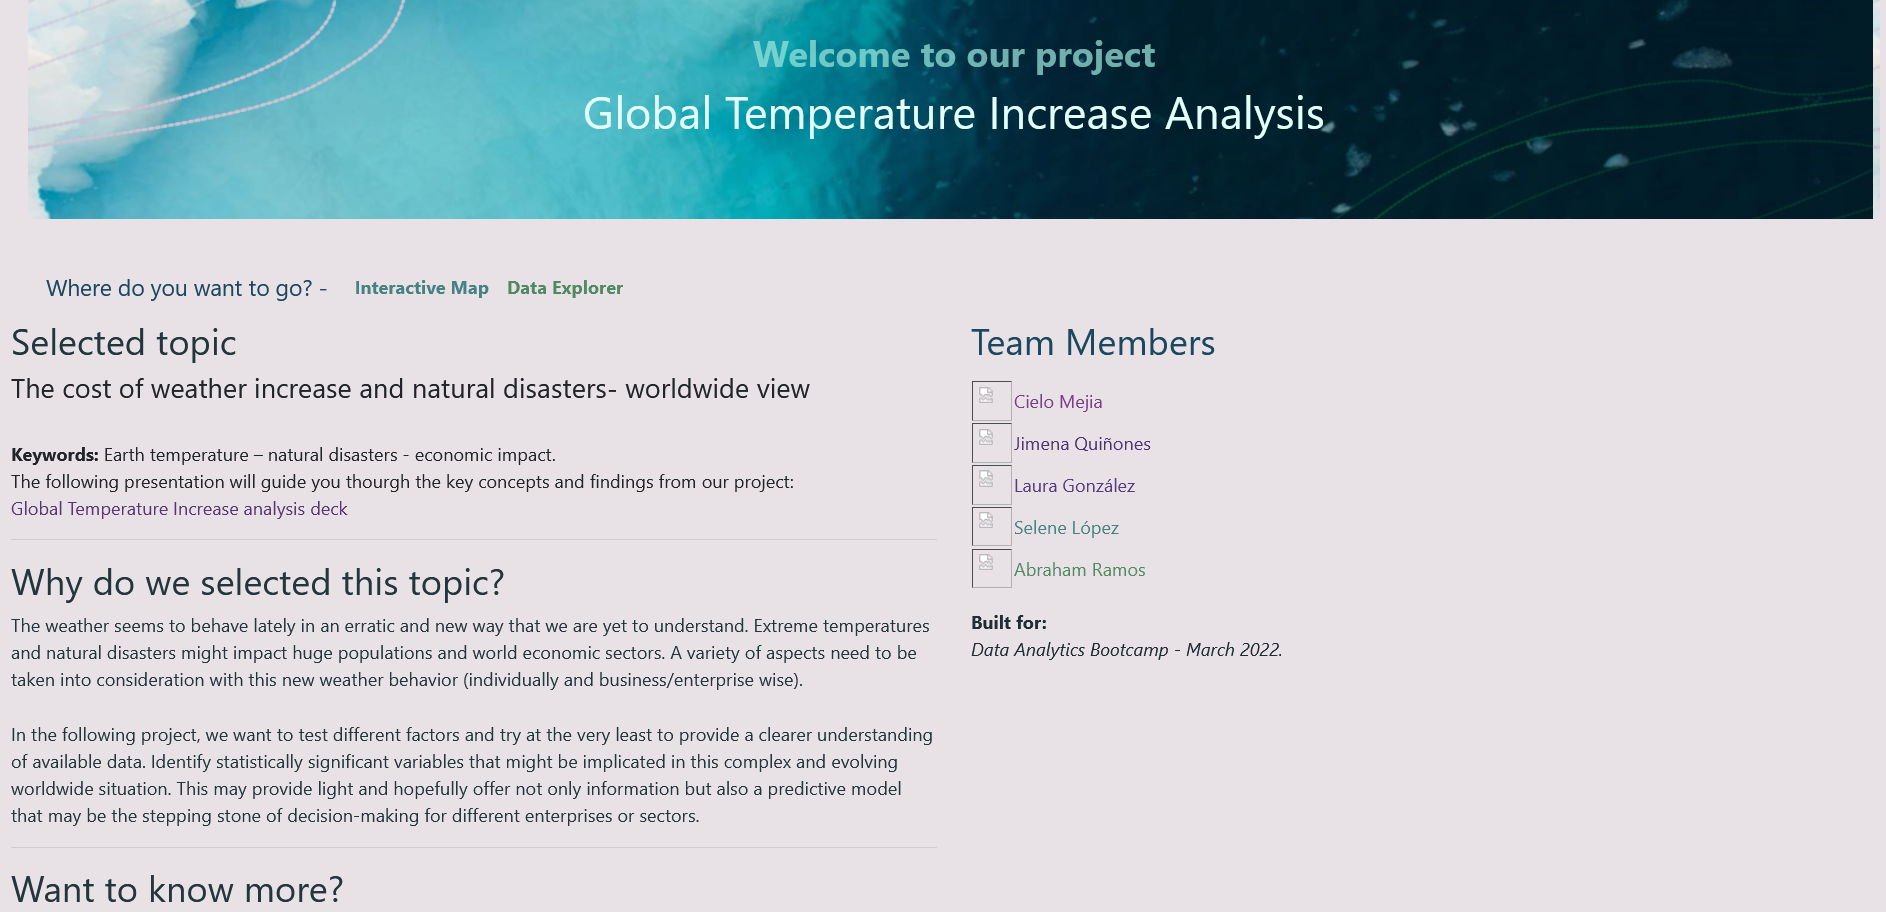 Welcome to our project
Global Temperature Increase Analysis
Where do you want to go? - Interactive Map Data Explorer
Selected topic
The cost of weather increase and natural disasters- worldwide view
Keywords: Earth temperature – natural disasters - economic impact.
The following presentation will guide you thourgh the key concepts and findings from our project:
Global Temperature Increase analysis deck
Why do we selected this topic?
The weather seems to behave lately in an erratic and new way that we are yet to understand. Extreme temperatures
and natural disasters might impact huge populations and world economic sectors. A variety of aspects need to be
taken into consideration with this new weather behavior (individually and business/enterprise wise).
In the following project, we want to test different factors and try at the very least to provide a clearer understanding
of available data. Identify statistically significant variables that might be implicated in this complex and evolving
worldwide situation. This may provide light and hopefully offer not only information but also a predictive model
that may be the stepping stone of decision-making for different enterprises or sectors.
Want to know more?
Team Members
Cielo Mejia
Jimena Quiñones
Laura González
Selene López
Abraham Ramos
Built for:
Data Analytics Bootcamp - March 2022.